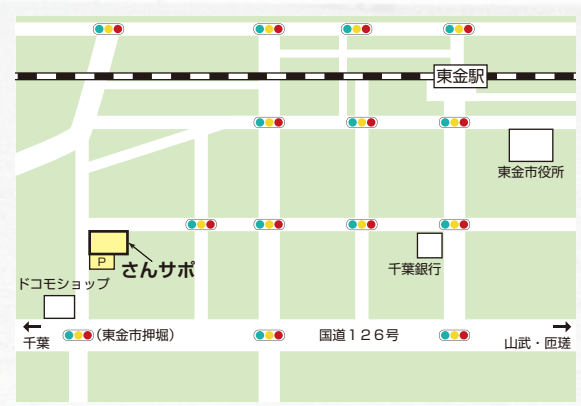 東金駅
東金市役所
P
さんサポ
千葉銀行
ドコモショップ
千葉
(東金市押堀)
国道126号
山武・匝瑳